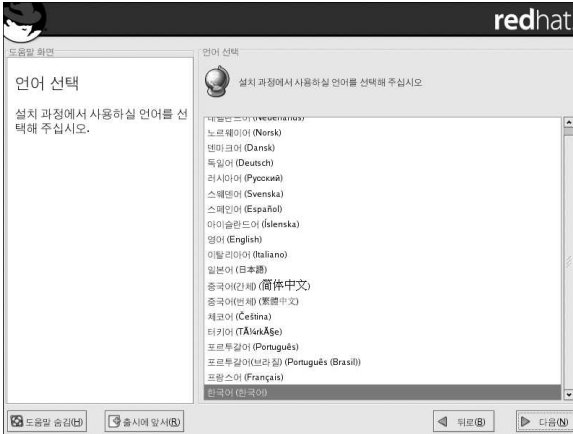 redhat
도움말 화면
언어 선택
설치 과정에서 사용하실 언어를 선
택해 주십시오.
언어 선택
설치 과정에서 사용하실 언어를 선택해 주십시오
네덜란드어 (Nederlands)
노르웨이어 (Norsk)
덴마크어 (Dansk)
독일어 (Deutsch)
러시아어 (Русский)
스웨덴어 (Svenska)
스페인어 (Español)
아이슬란드어 (Íslenska)
영어 (English)
이탈리아어 (Italiano)
일본어 (日本語)
중국어(간체) (简体中文)
중국어(번체) (繁體中文)
체코어 (Čeština)
터키어 (TÃ¼rkÃ§e)
포르투갈어 (Português)
포르투갈어(브라질) (Português (Brasil))
프랑스어 (Français)
한국어 (한국어)
도움말 숨김(H)
출시에 앞서(R)
뒤로(B)
다음(N)